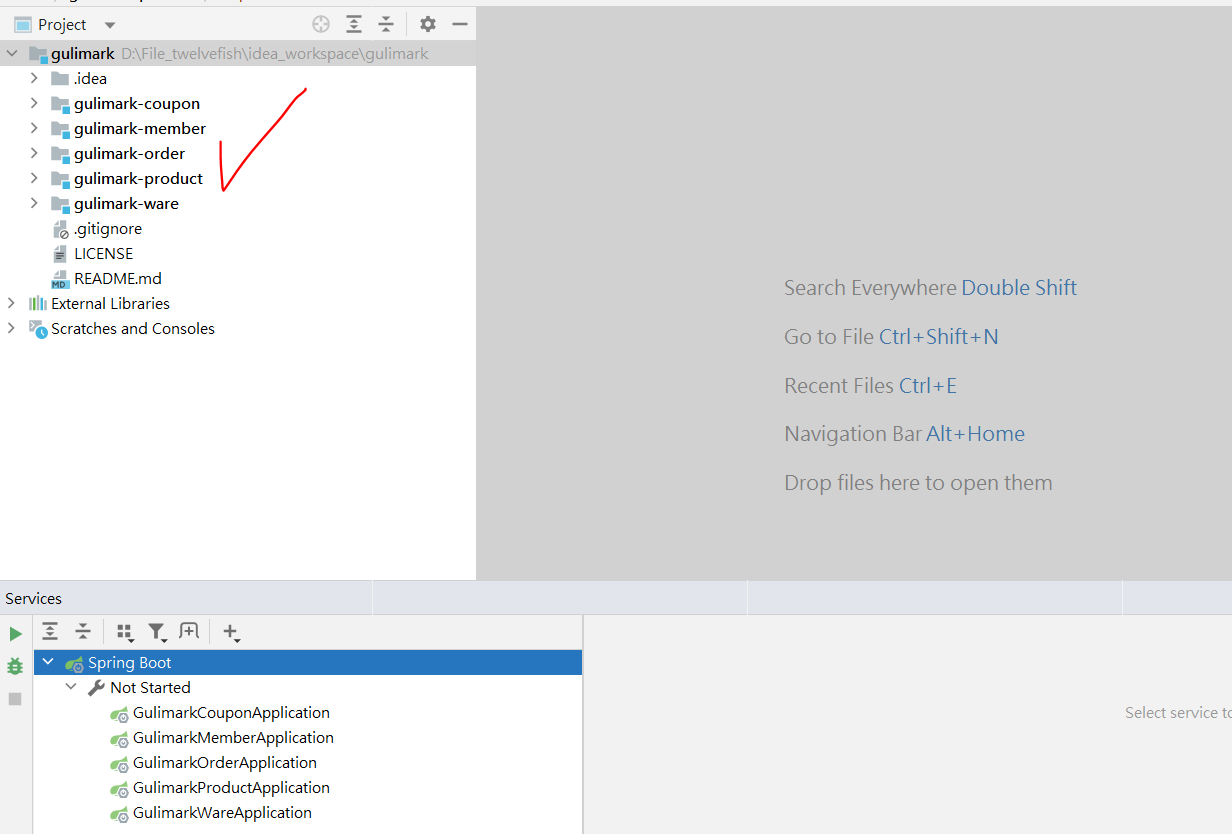 Project
gulimark D:\File_twelvefish\idea_workspace\gulimark
.idea
gulimark-coupon
gulimark-member
gulimark-order
gulimark-product
gulimark-ware
.gitignore
LICENSE
MD README.md
External Libraries
Scratches and Consoles
Search Everywhere Double Shift
Go to File Ctrl+Shift+N
Recent Files Ctrl+E
Navigation Bar Alt+Home
Drop files here to open them
Services
Spring Boot
Not Started
GulimarkCouponApplication
GulimarkMemberApplication
GulimarkOrderApplication
GulimarkProductApplication
GulimarkWareApplication
Select service to